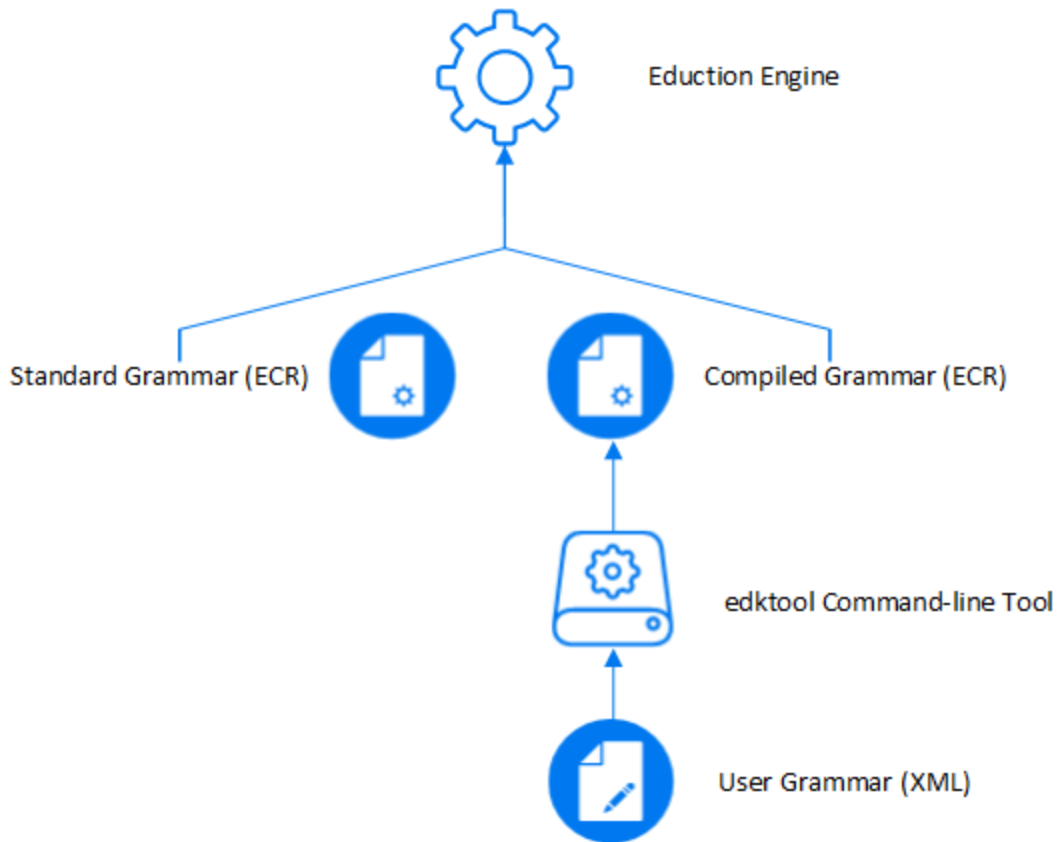 Eduction Engine
Standard Grammar (ECR)
Compiled Grammar (ECR)
edktool Command-line Tool
User Grammar (XML)